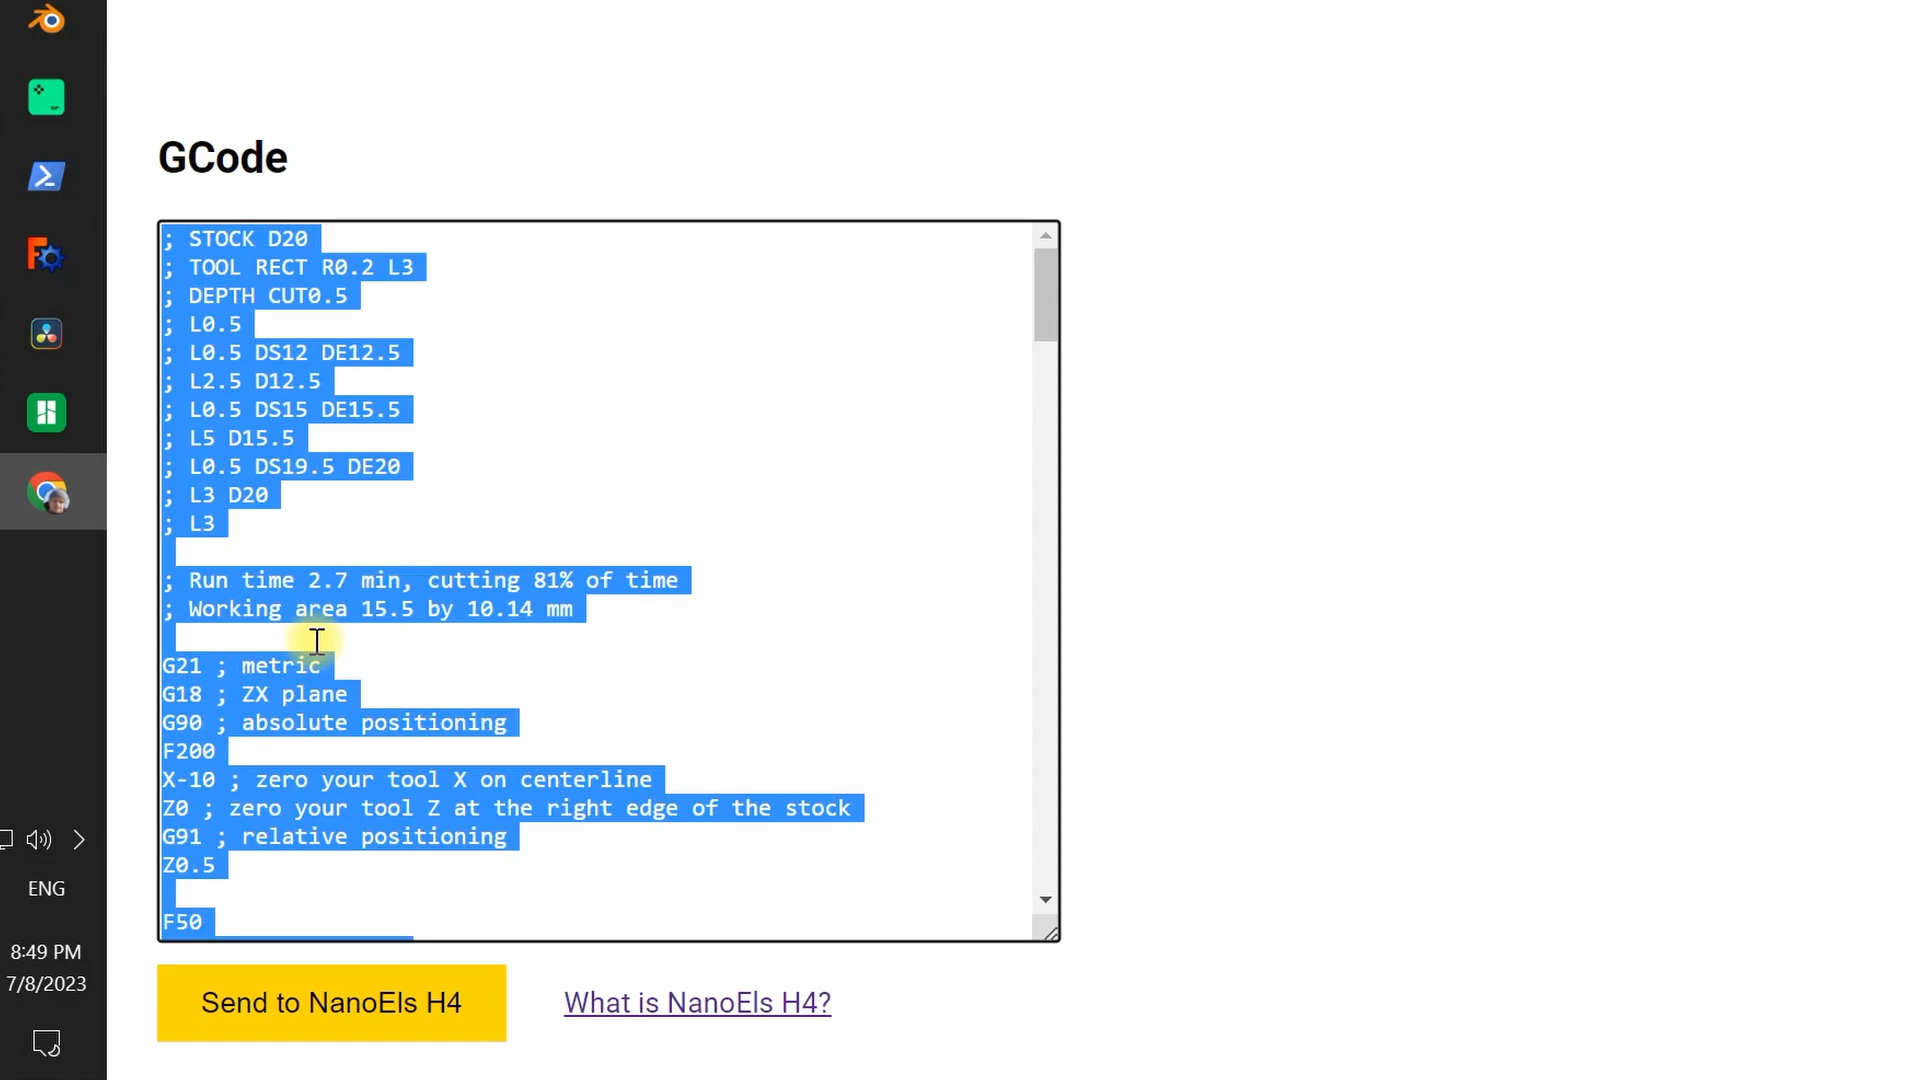 GCode
; STOCK D20
; TOOL RECT R0.2 L3
; DEPTH CUT0.5
; L0.5
; L0.5 DS12 DE12.5
; L2.5 D12.5
; L0.5 DS15 DE15.5
; L5 D15.5
; L0.5 DS19.5 DE20
; L3 D20
; L3
; Run time 2.7 min, cutting 81% of time
; Working area 15.5 by 10.14 mm
G21 ; metric
G18 ; ZX plane
G90 ; absolute positioning
F200
X-10 ; zero your tool X on centerline
Z0 ; zero your tool Z at the right edge of the stock
G91 ; relative positioning
Z0.5
F50
Send to NanoEls H4
What is NanoEls H4?
ENG
8:49 PM
7/8/2023